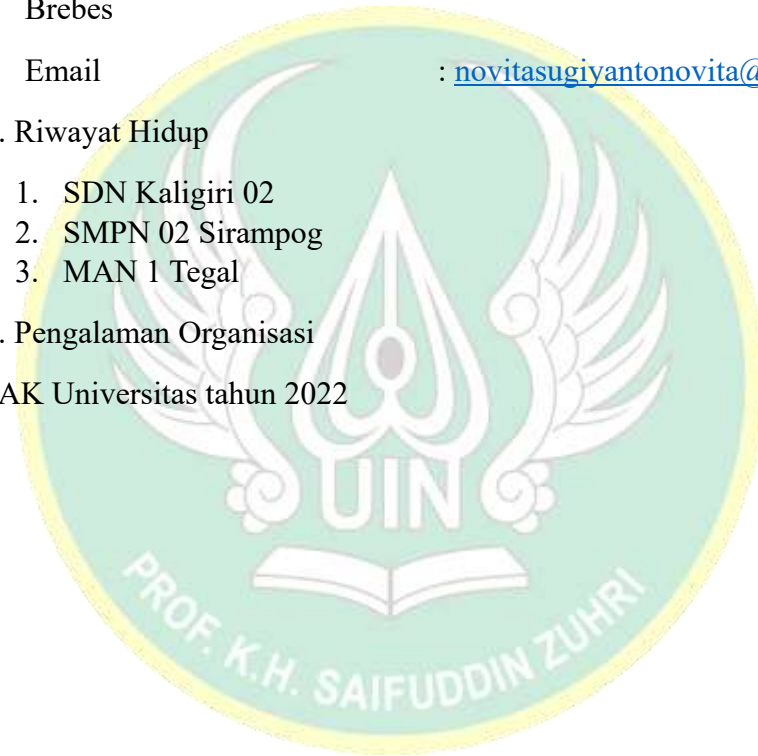 Brebes
Email : novitasugiyantonovita@
. Riwayat Hidup
1. SDN Kaligiri 02
2. SMPN 02 Sirampog
3. MAN 1 Tegal
. Pengalaman Organisasi
AK Universitas tahun 2022
UIN
PROF. K.H. SAIFUDDIN ZUHRI